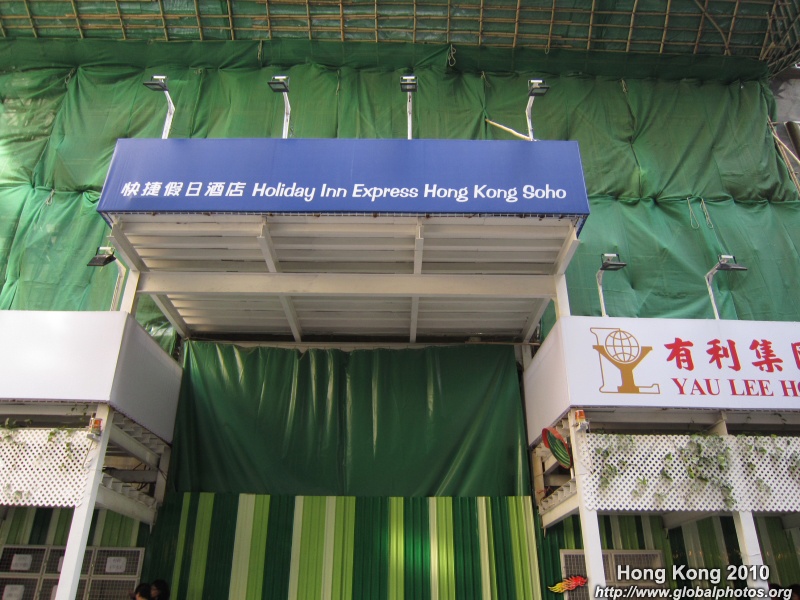 快捷假日酒店 Holiday Inn Express Hong Kong Soho
有利集
YAU LEE
Hong Kong 2010
http://www.globalphotos.org